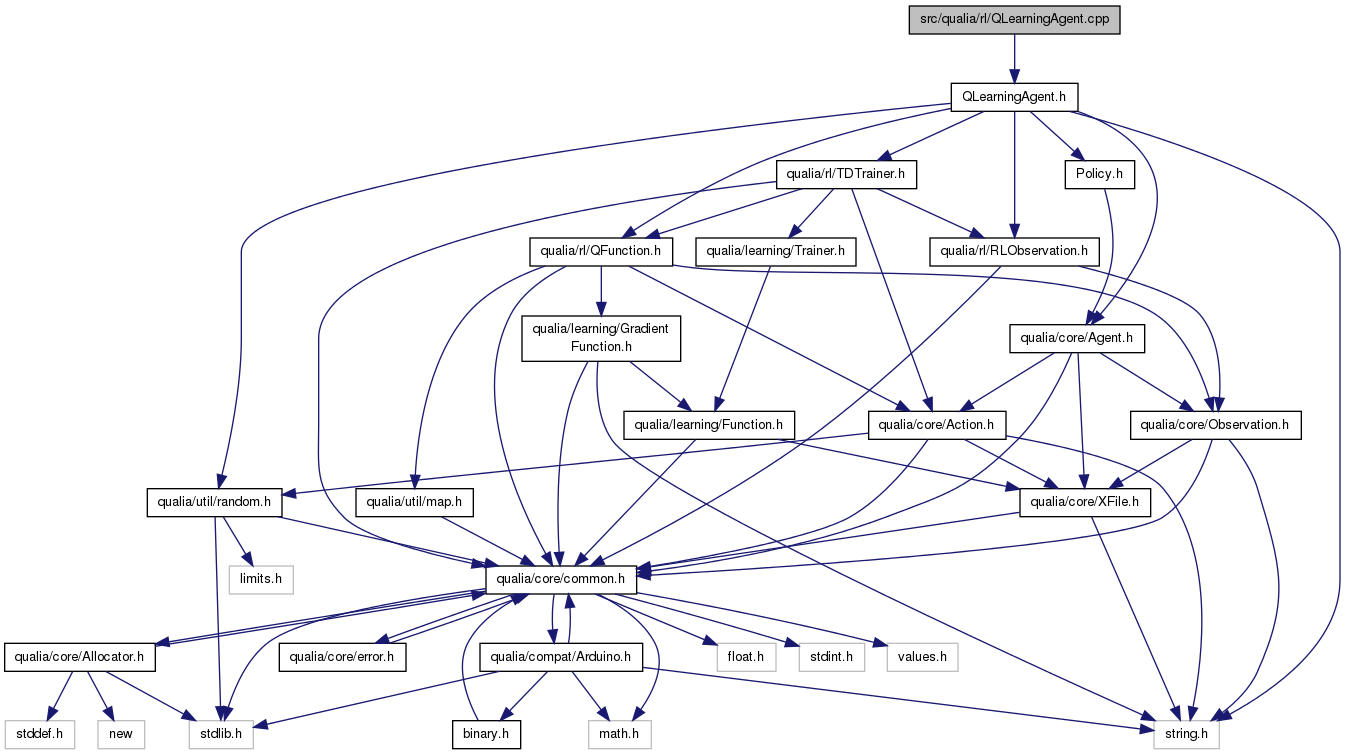 src/qualia/rl/QLearningAgent.cpp
QLearningAgent.h
qualia/rl/TDTrainer.h
Policy.h
qualia/rl/QFunction.h
qualia/learning/Trainer.h
qualia/rl/RLObservation.h
qualia/learning/Gradient
Function.h
qualia/core/Agent.h
qualia/learning/Function.h
qualia/core/Action.h
qualia/core/Observation.h
qualia/util/random.h
qualia/util/map.h
qualia/core/XFile.h
limits.h
qualia/core/common.h
qualia/core/Allocator.h
qualia/core/error.h
qualia/compat/Arduino.h
float.h
stdint.h
values.h
stddef.h
new
stdlib.h
binary.h
math.h
string.h